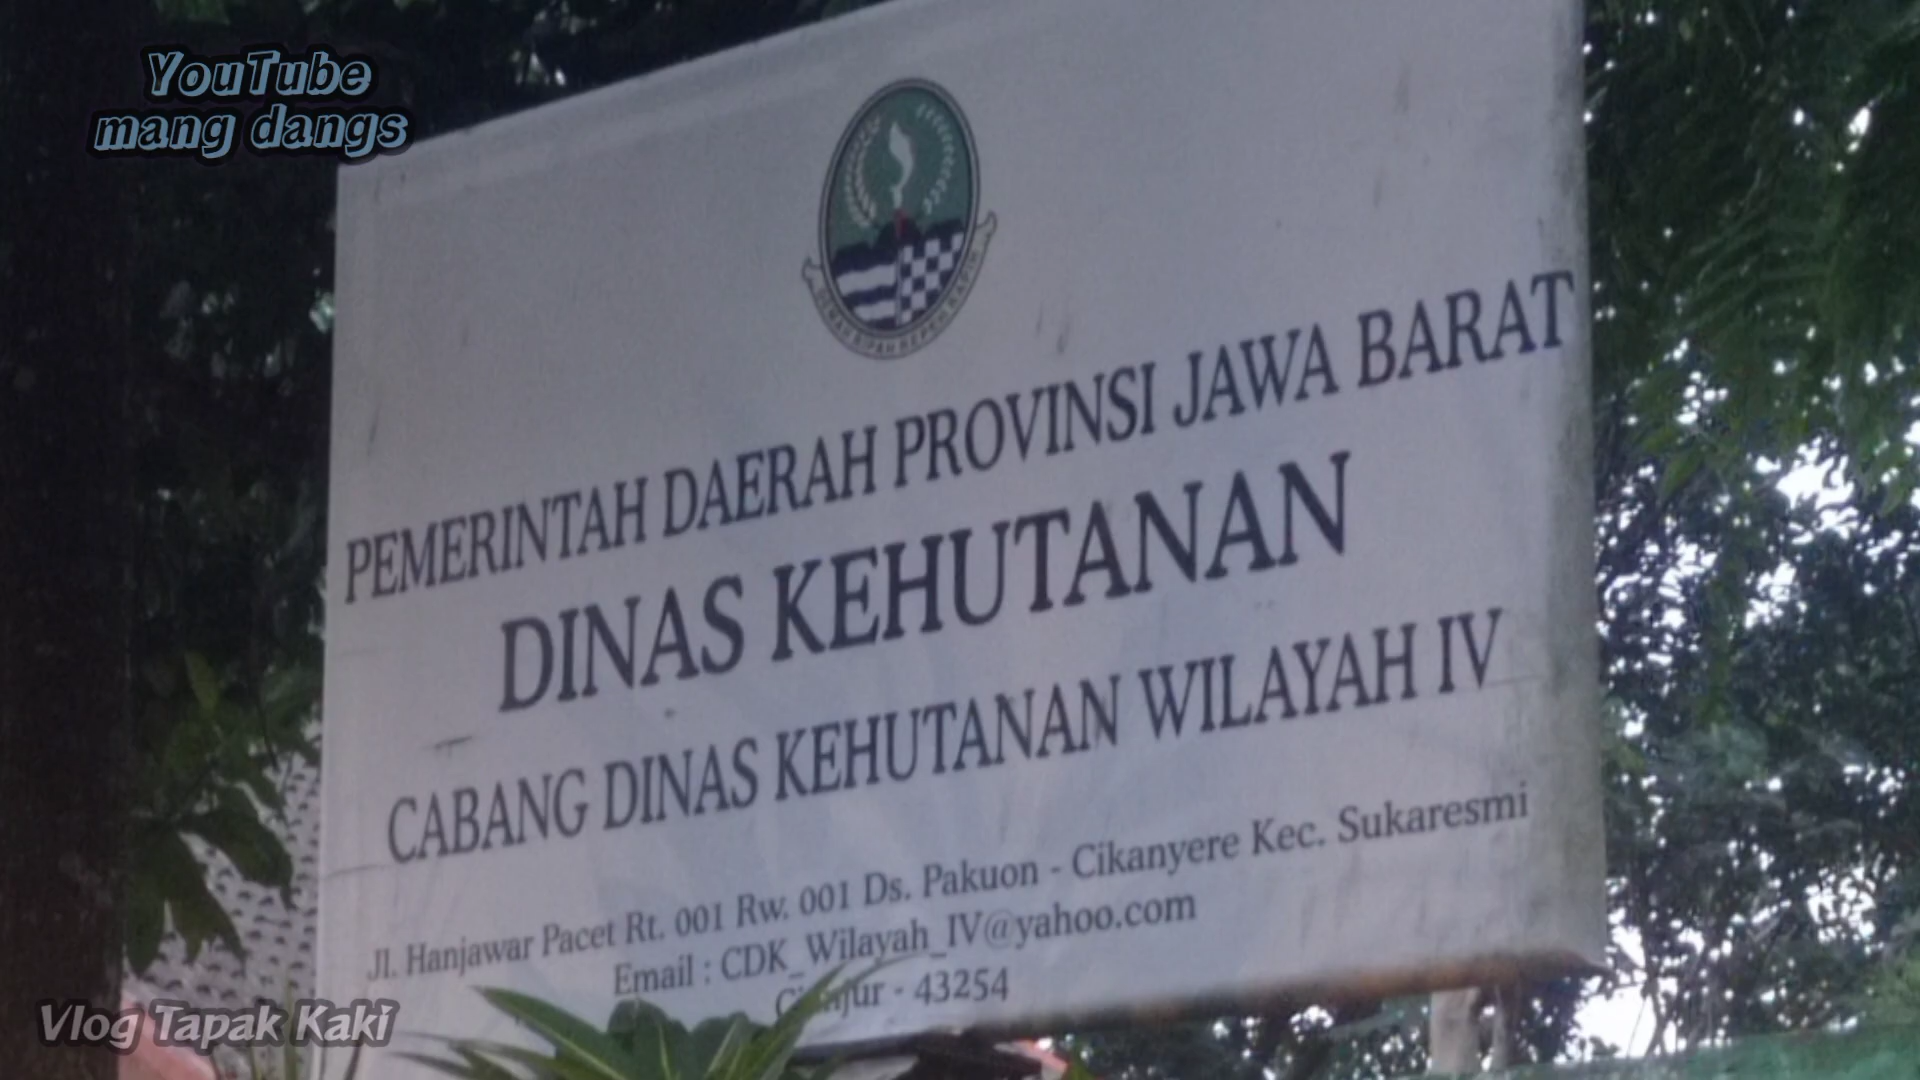 YouTube
mang dangs
PEMERINTAH DAERAH PROVINSI JAWA BARAT
DINAS KEHUTANAN
CABANG DINAS KEHUTANAN WILAYAH IV
Jl. Hanjawar Pacet Rt. 001 Rw. 001 Ds. Pakuon - Cikanyere Kec. Sukaresmi
Email : CDK_Wilayah_IV@yahoo.com
- 43254
Vlog Tapak Kaki